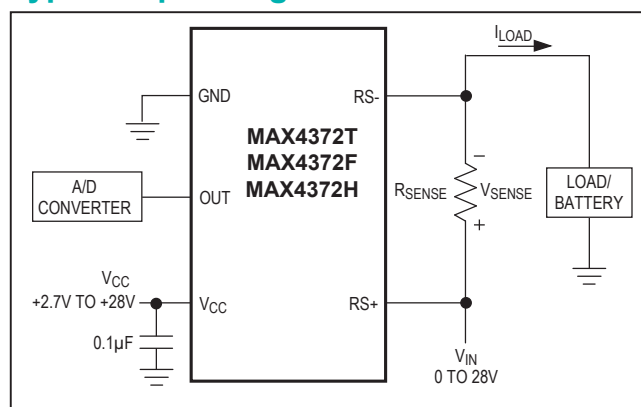 I_LOAD
GND
RS-
MAX4372T
MAX4372F
MAX4372H
A/D
CONVERTER
OUT
R_SENSE
−
V_SENSE
+
LOAD/
BATTERY
V_CC
+2.7V TO +28V
V_CC
RS+
0.1µF
V_IN
0 TO 28V